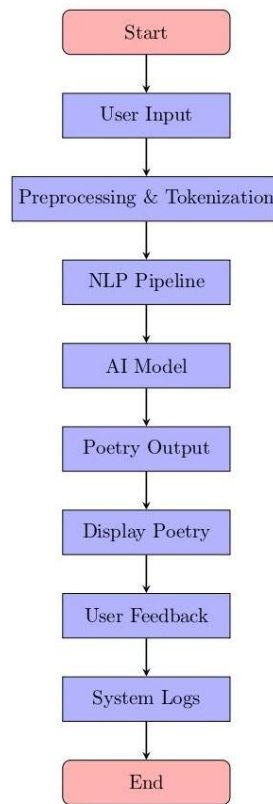 Start
User Input
Preprocessing & Tokenization
NLP Pipeline
AI Model
Poetry Output
Display Poetry
User Feedback
System Logs
End